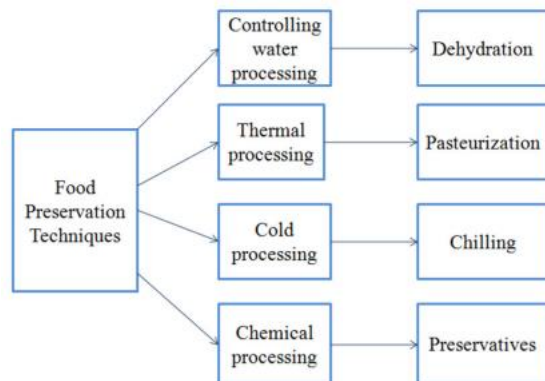 Food
Preservation
Techniques
Controlling
water
processing
Dehydration
Thermal
processing
Pasteurization
Cold
processing
Chilling
Chemical
processing
Preservatives